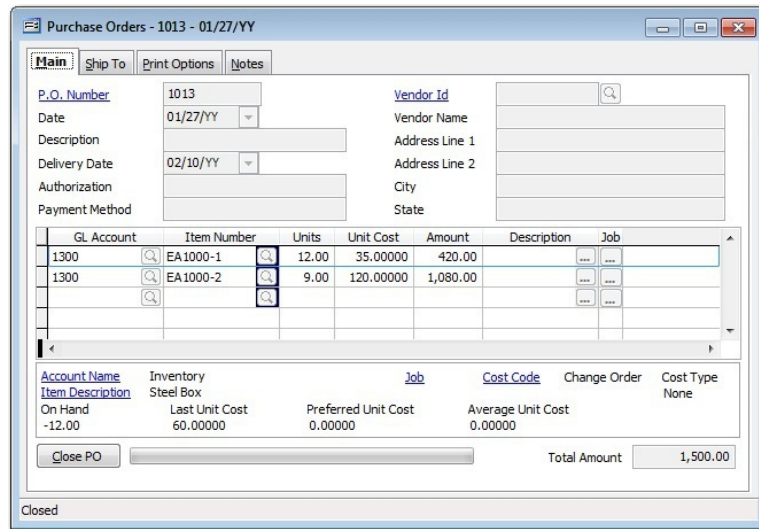 Purchase Orders - 1013 - 01/27/YY
Main Ship To Print Options Notes
P.O. Number 1013 Vendor Id
Date 01/27/YY Vendor Name
Description Address Line 1
Delivery Date 02/10/YY Address Line 2
Authorization City
Payment Method State
GL Account Item Number Units Unit Cost Amount Description Job
1300 EA1000-1 12.00 35.00000 420.00 ... ...
1300 EA1000-2 9.00 120.00000 1,080.00 ... ...
... ...
Account Name Inventory Job Cost Code Change Order Cost Type
Item Description Steel Box None
On Hand Last Unit Cost Preferred Unit Cost Average Unit Cost
-12.00 60.00000 0.00000 0.00000
Close PO Total Amount 1,500.00
Closed